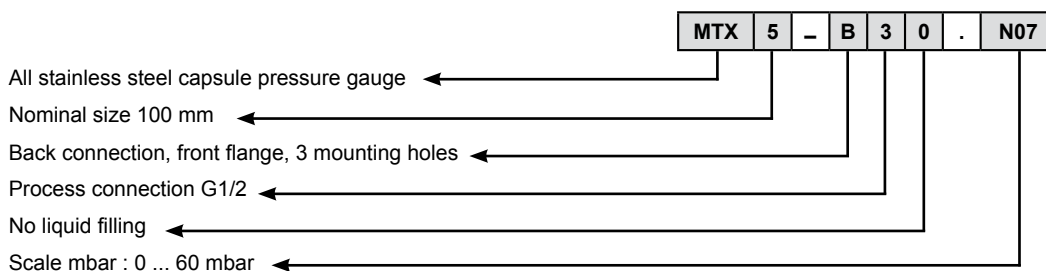 MTX 5 – B 3 0 . N07
All stainless steel capsule pressure gauge
Nominal size 100 mm
Back connection, front flange, 3 mounting holes
Process connection G1/2
No liquid filling
Scale mbar : 0 ... 60 mbar